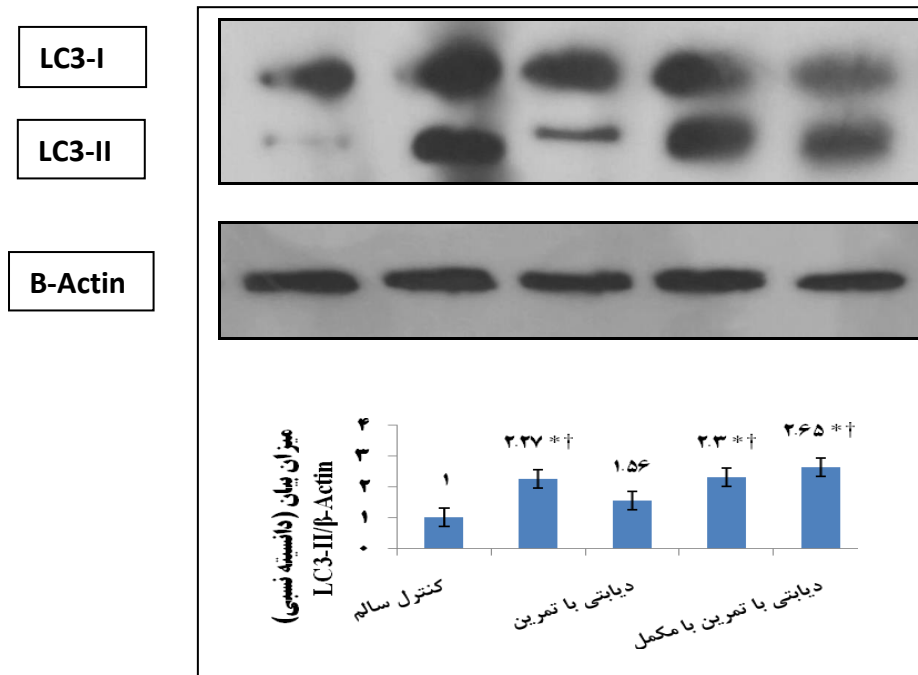 LC3-I
LC3-II
B-Actin
میزان بیان (دانسیته نسبی)
LC3-II/β-Actin
۴
۳
۲
۱
۰
۱
۲.۲۷ *†
۱.۵۶
۲.۳ *†
۲.۶۵ *†
کنترل سالم
دیابتی با تمرین
دیابتی با تمرین با مکمل